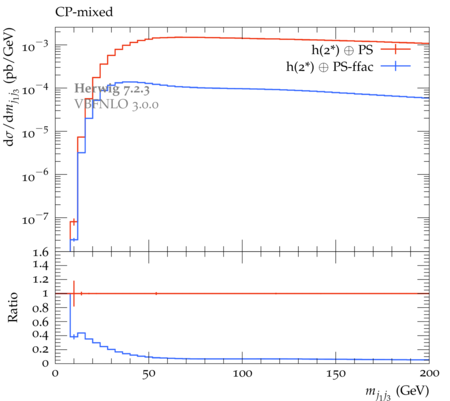 CP-mixed
dσ/dm_{j₁j₃} (pb/GeV)
10⁻³
10⁻⁴
10⁻⁵
10⁻⁶
10⁻⁷
h(2*) ⊕ PS
h(2*) ⊕ PS-ffac
Herwig 7.2.3
VBFNLO 3.0.0
Ratio
1.6
1.4
1.2
1
0.8
0.6
0.4
0.2
0
0 50 100 150 200
m_{j₁j₃} (GeV)